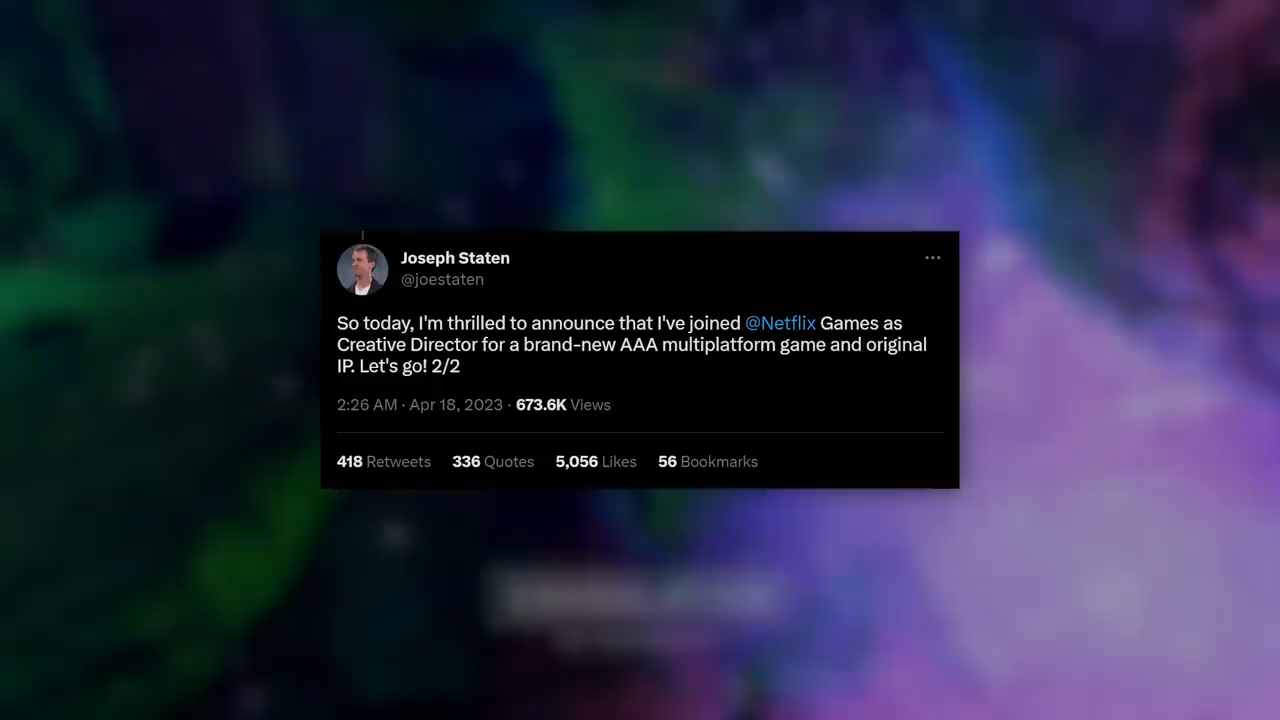 Joseph Staten
@joestaten
So today, I'm thrilled to announce that I've joined @Netflix Games as
Creative Director for a brand-new AAA multiplatform game and original
IP. Let's go! 2/2
2:26 AM · Apr 18, 2023 · 673.6K Views
418 Retweets 336 Quotes 5,056 Likes 56 Bookmarks